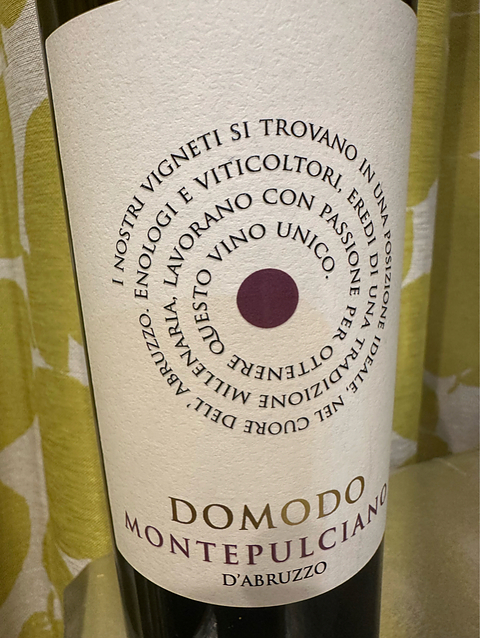 I NOSTRI VIGNETI SI TROVANO IN UNA POSIZIONE IDEALE, NEL CUORE DELL'ABRUZZO. ENOLOGI E VITICOLTORI, EREDI DI UNA TRADIZIONE MILLENARIA, LAVORANO CON PASSIONE PER OTTENERE QUESTO VINO UNICO.
DOMODO
MONTEPULCIANO
D'ABRUZZO